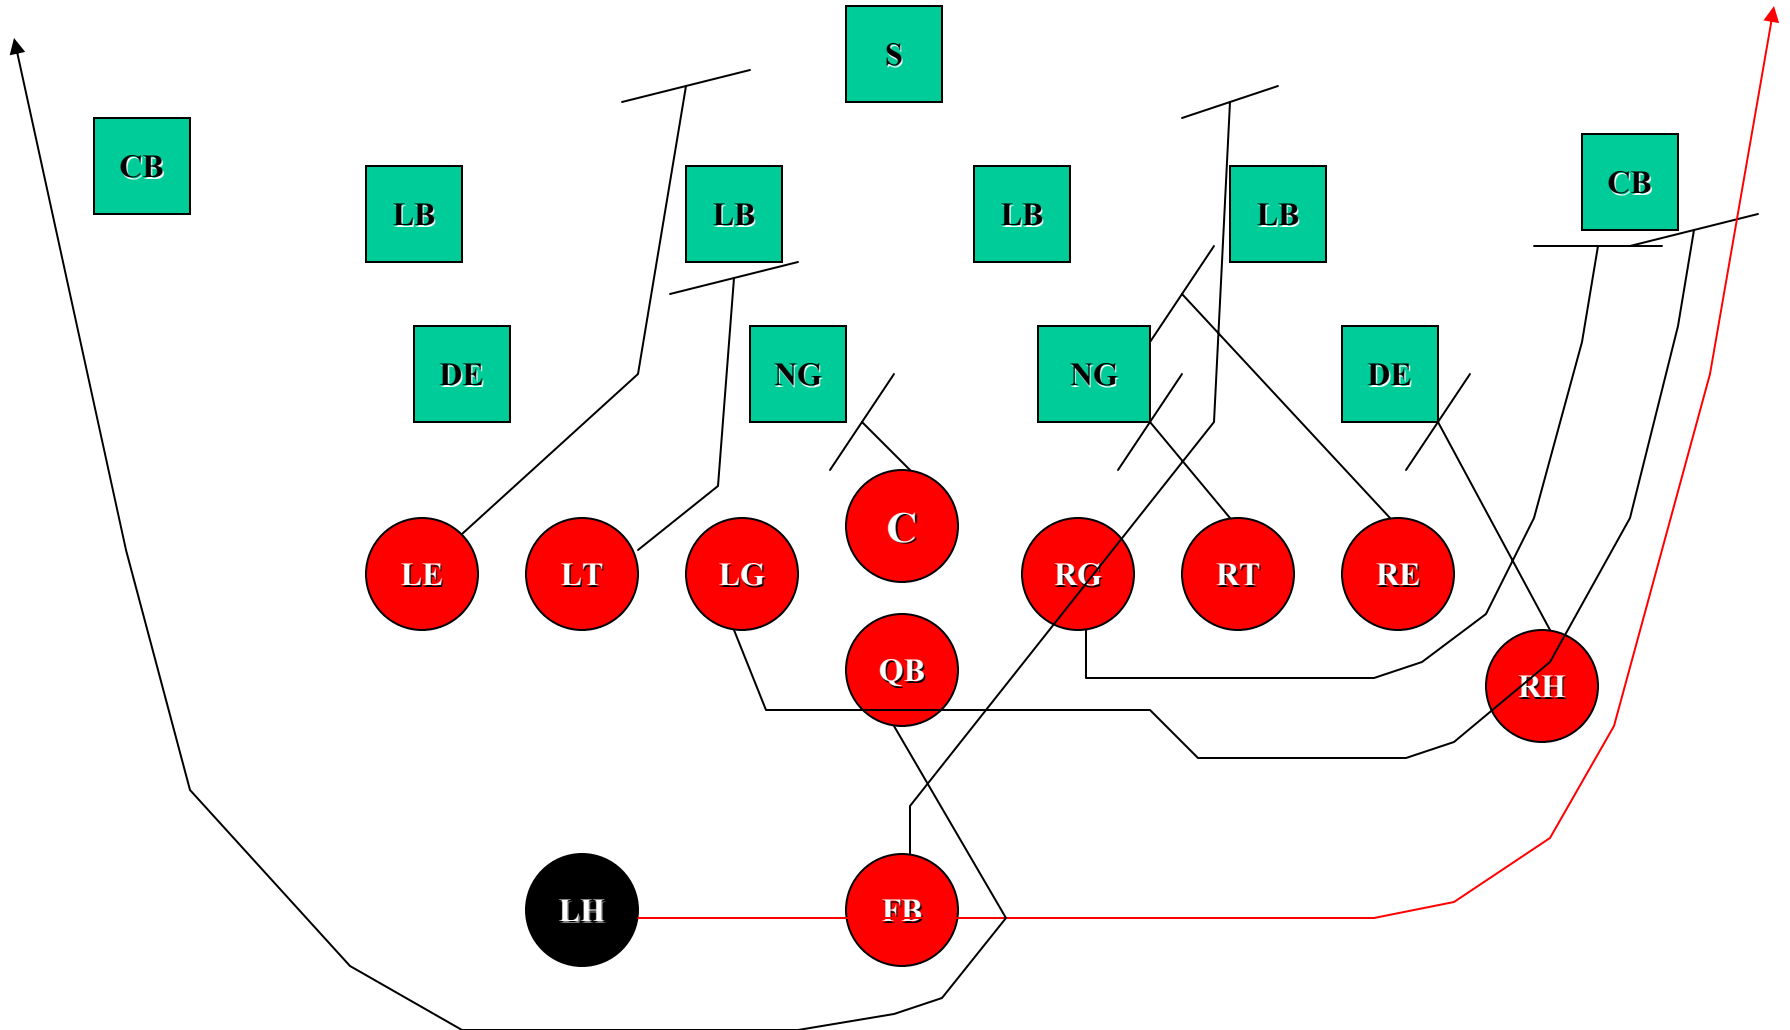 S
CB
CB
LB
LB
LB
LB
DE
NG
NG
DE
C
LE
LT
LG
RG
RT
RE
QB
RH
LH
FB